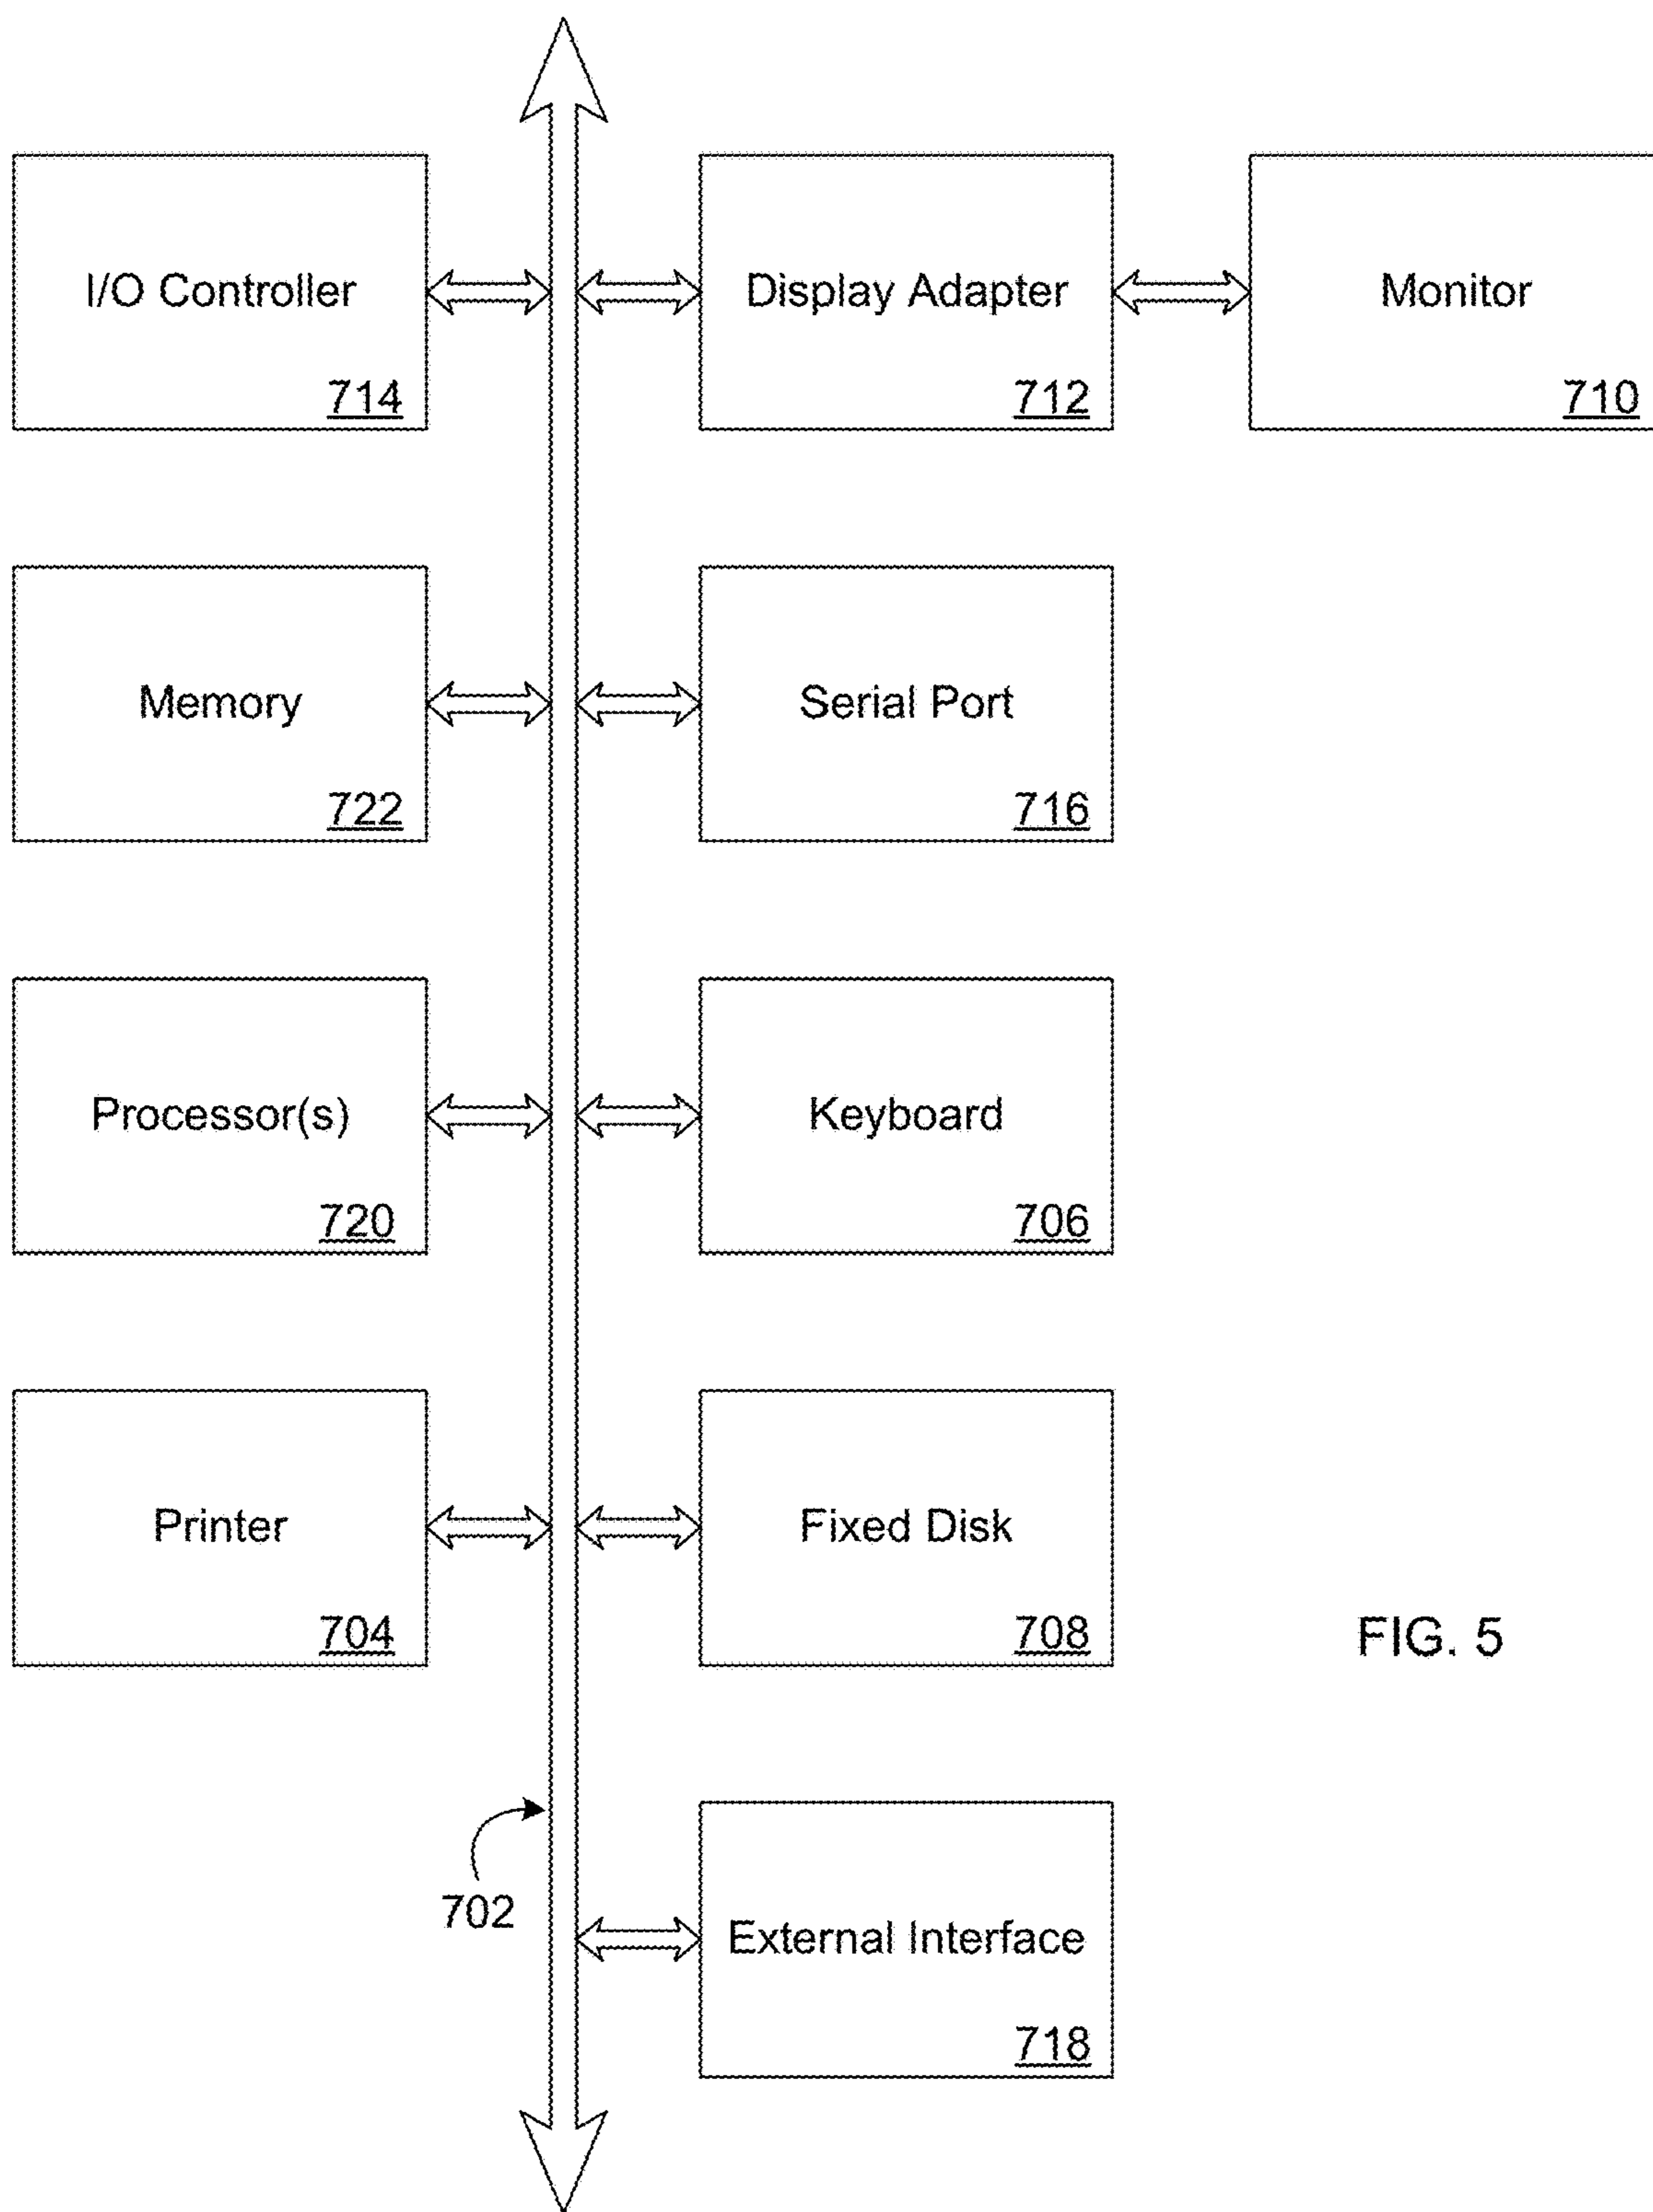 I/O Controller
714
Display Adapter
712
Monitor
710
Memory
722
Serial Port
716
Processor(s)
720
Keyboard
706
Printer
704
Fixed Disk
708
FIG. 5
702
External Interface
718